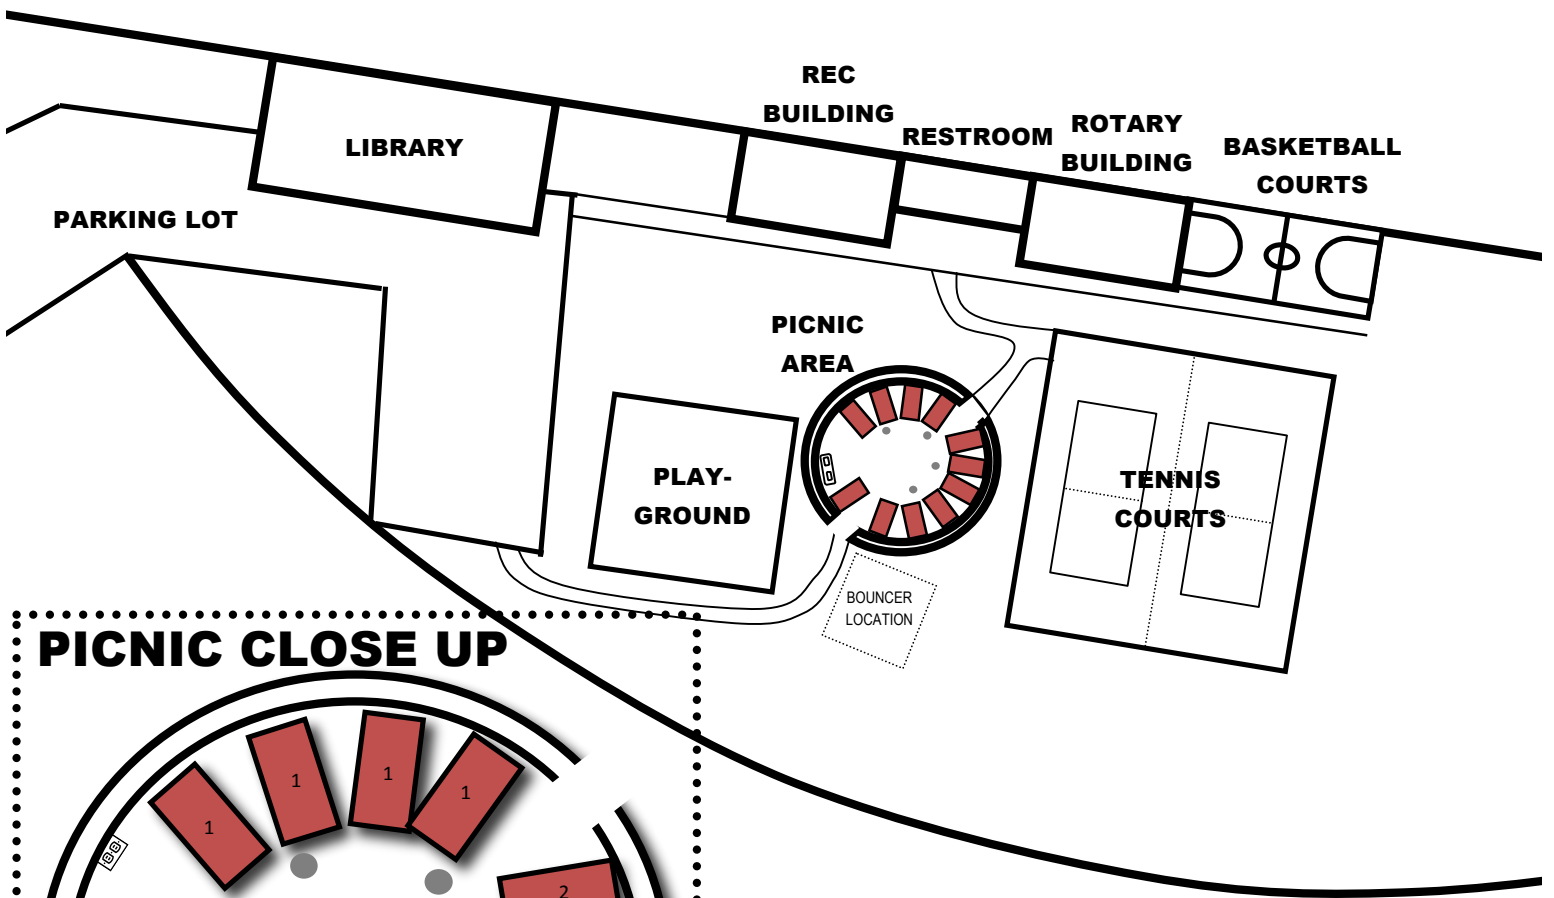 REC
BUILDING
RESTROOM
ROTARY
BUILDING
BASKETBALL
COURTS
LIBRARY
PARKING LOT
PICNIC
AREA
PLAY-
GROUND
TENNIS
COURTS
BOUNCER
LOCATION
PICNIC CLOSE UP
1
1
1
1
2